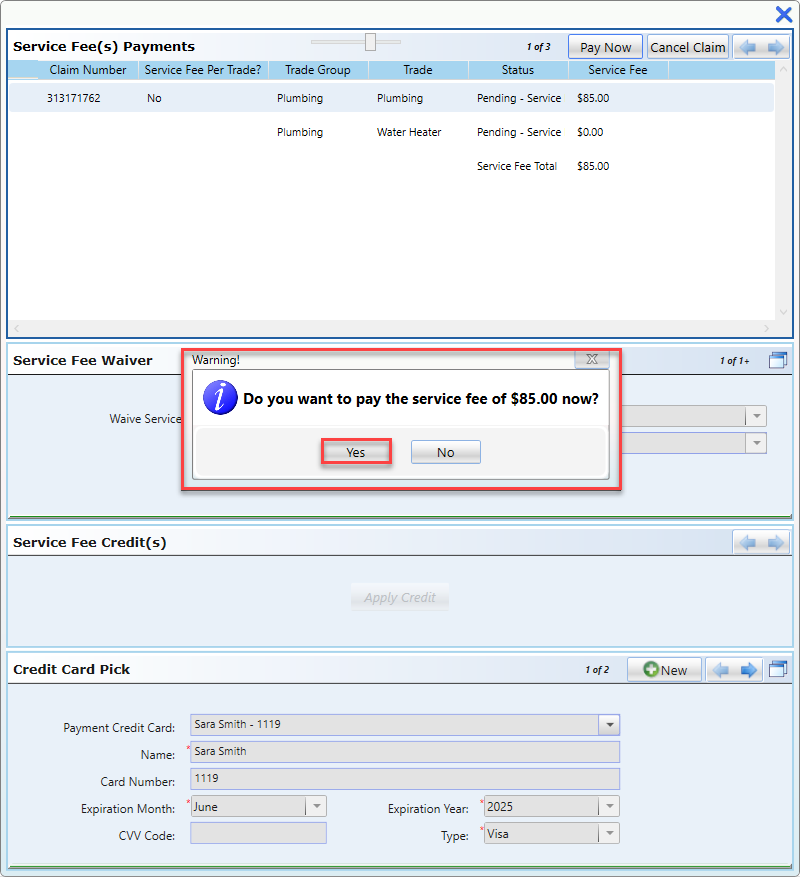 Service Fee(s) Payments 1 of 3 Pay Now Cancel Claim
Claim Number Service Fee Per Trade? Trade Group Trade Status Service Fee
313171762 No Plumbing Plumbing Pending - Service $85.00
Plumbing Water Heater Pending - Service $0.00
Service Fee Total $85.00
Service Fee Waiver 1 of 1+
Waive Service
Warning!
Do you want to pay the service fee of $85.00 now?
Yes No
Service Fee Credit(s)
Apply Credit
Credit Card Pick 1 of 2 New
Payment Credit Card: Sara Smith - 1119
Name: * Sara Smith
Card Number: 1119
Expiration Month: * June Expiration Year: * 2025
CVV Code: Type: * Visa